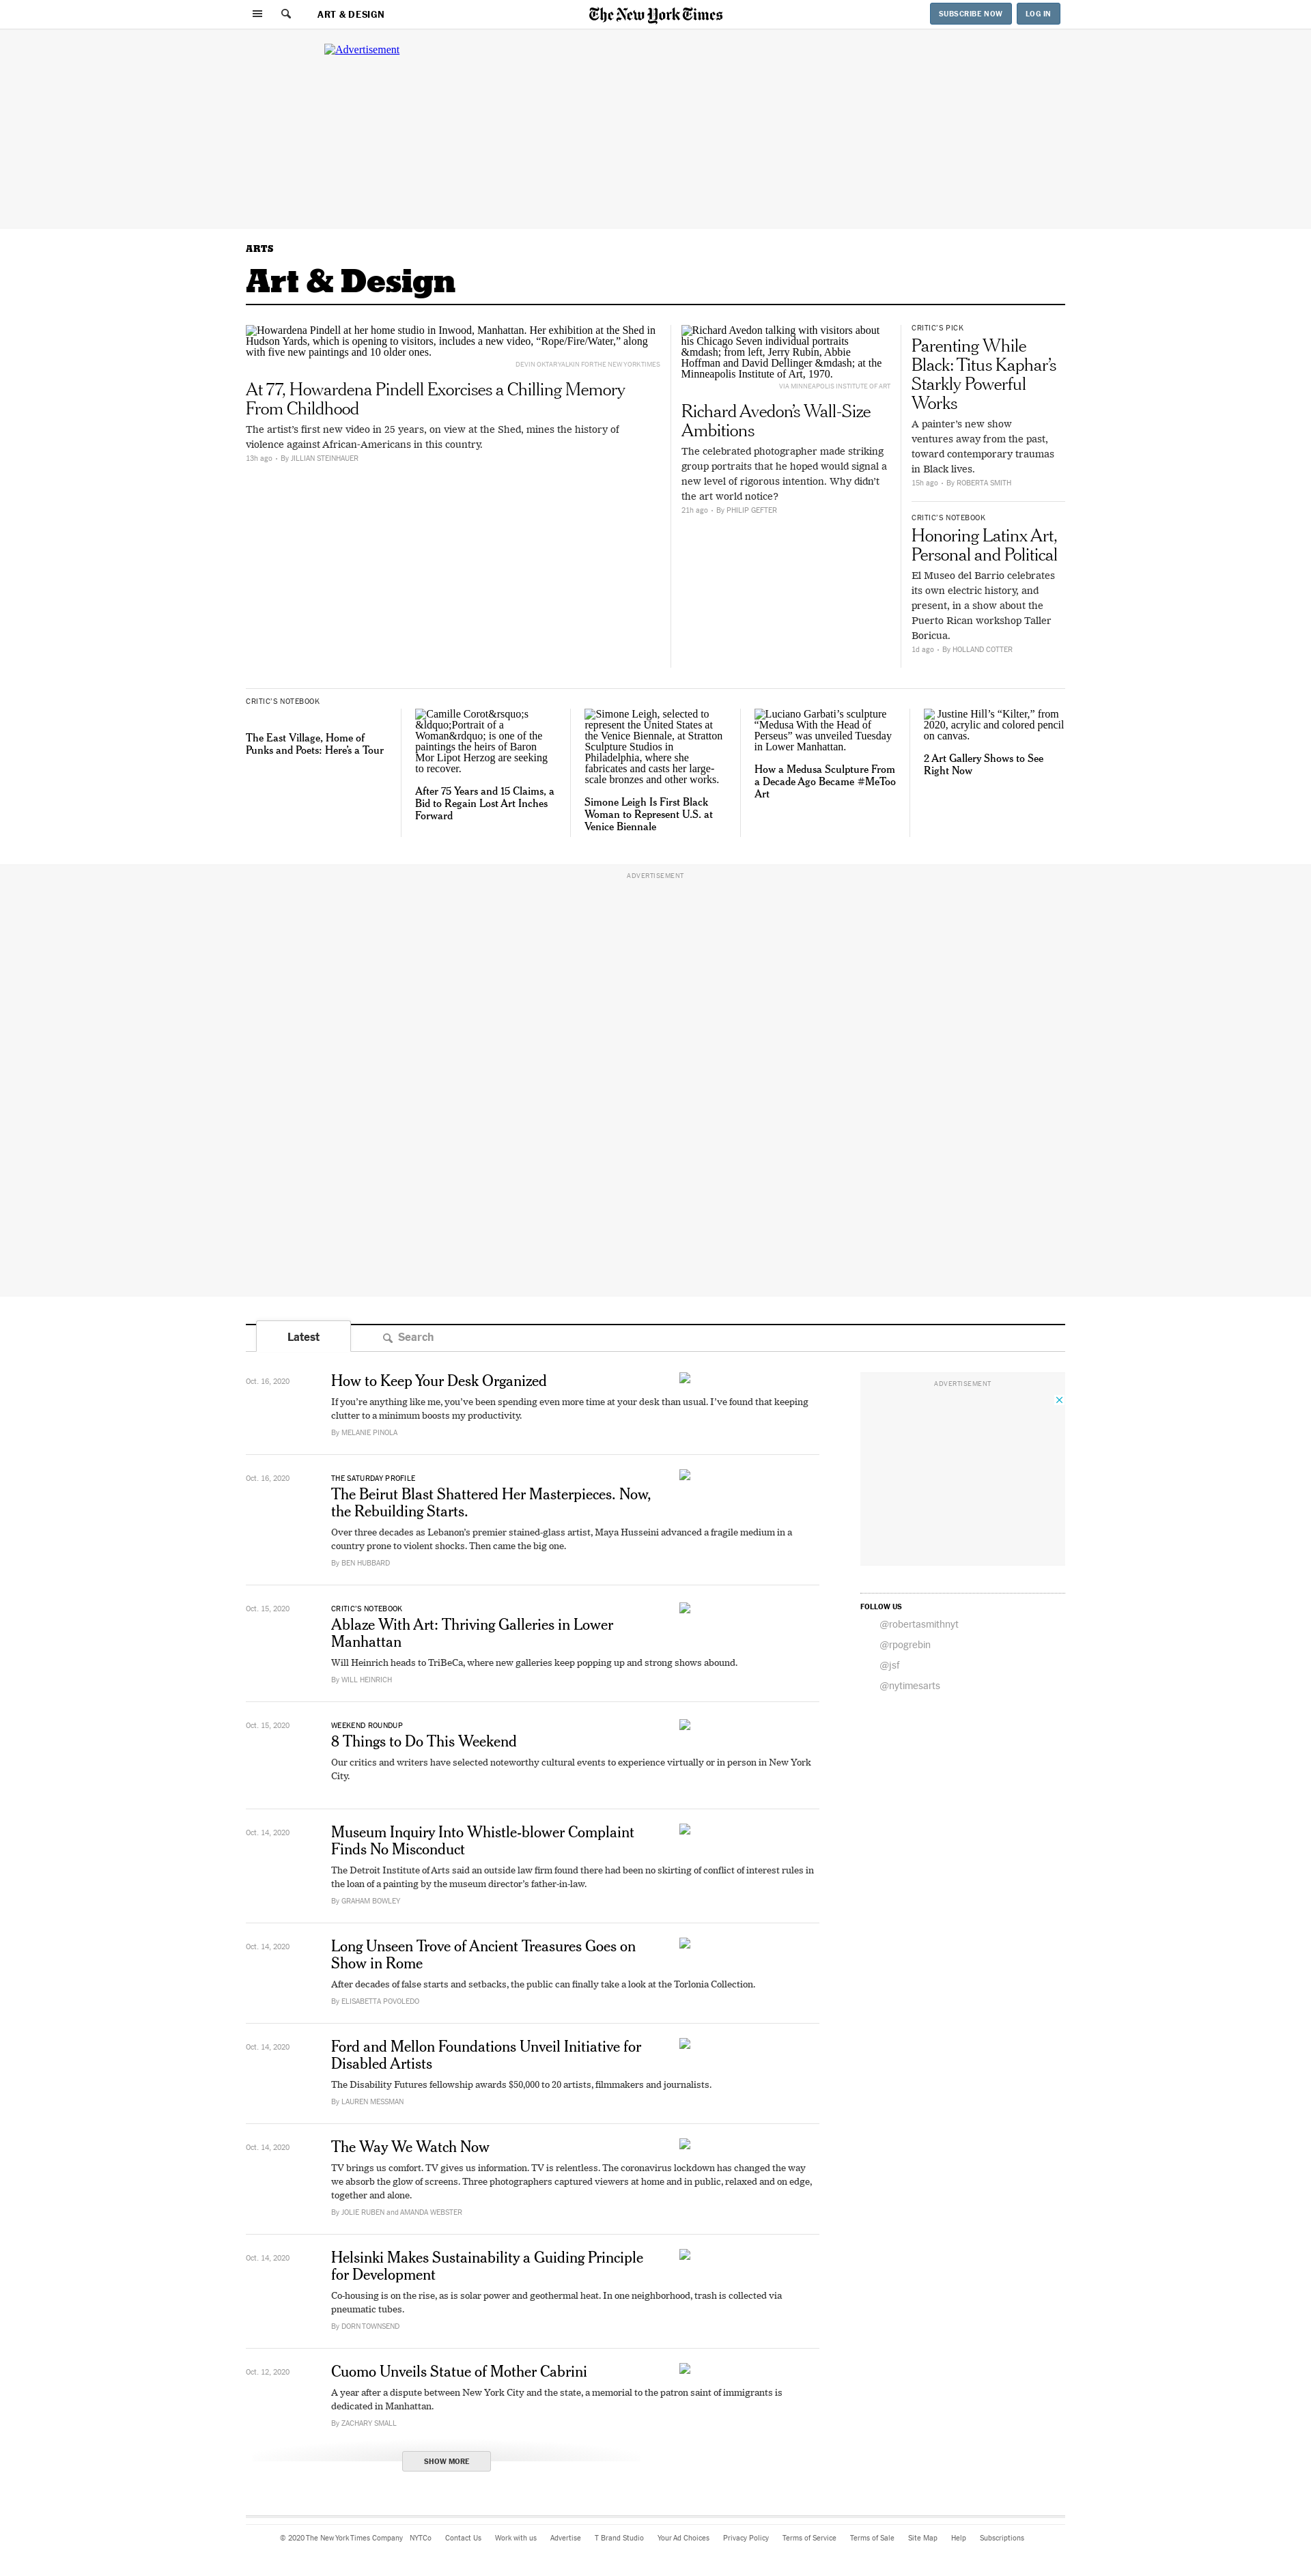 ART & DESIGN
The New York Times
SUBSCRIBE NOW
LOG IN
Advertisement
ARTS
Art & Design
Howardena Pindell at her home studio in Inwood, Manhattan. Her exhibition at the Shed in
Hudson Yards, which is opening to visitors, includes a new video, “Rope/Fire/Water,” along
with five new paintings and 10 older ones.
DEVIN OKTAR YALKIN FOR THE NEW YORK TIMES
At 77, Howardena Pindell Exorcises a Chilling Memory
From Childhood
The artist’s first new video in 25 years, on view at the Shed, mines the history of
violence against African-Americans in this country.
13h ago • By JILLIAN STEINHAUER
Richard Avedon talking with visitors about
his Chicago Seven individual portraits
&mdash; from left, Jerry Rubin, Abbie
Hoffman and David Dellinger &mdash; at the
Minneapolis Institute of Art, 1970.
VIA MINNEAPOLIS INSTITUTE OF ART
Richard Avedon’s Wall-Size
Ambitions
The celebrated photographer made striking
group portraits that he hoped would signal a
new level of rigorous intention. Why didn’t
the art world notice?
21h ago • By PHILIP GEFTER
CRITIC’S PICK
Parenting While
Black: Titus Kaphar’s
Starkly Powerful
Works
A painter’s new show
ventures away from the past,
toward contemporary traumas
in Black lives.
15h ago • By ROBERTA SMITH
CRITIC’S NOTEBOOK
Honoring Latinx Art,
Personal and Political
El Museo del Barrio celebrates
its own electric history, and
present, in a show about the
Puerto Rican workshop Taller
Boricua.
1d ago • By HOLLAND COTTER
CRITIC’S NOTEBOOK
The East Village, Home of
Punks and Poets: Here’s a Tour
Camille Corot&rsquo;s
&ldquo;Portrait of a
Woman&rdquo; is one of the
paintings the heirs of Baron
Mor Lipot Herzog are seeking
to recover.
After 75 Years and 15 Claims, a
Bid to Regain Lost Art Inches
Forward
Simone Leigh, selected to
represent the United States at
the Venice Biennale, at Stratton
Sculpture Studios in
Philadelphia, where she
fabricates and casts her large-
scale bronzes and other works.
Simone Leigh Is First Black
Woman to Represent U.S. at
Venice Biennale
Luciano Garbati’s sculpture
“Medusa With the Head of
Perseus” was unveiled Tuesday
in Lower Manhattan.
How a Medusa Sculpture From
a Decade Ago Became #MeToo
Art
Justine Hill’s “Kilter,” from
2020, acrylic and colored pencil
on canvas.
2 Art Gallery Shows to See
Right Now
ADVERTISEMENT
Latest
Search
Oct. 16, 2020
How to Keep Your Desk Organized
If you’re anything like me, you’ve been spending even more time at your desk than usual. I’ve found that keeping
clutter to a minimum boosts my productivity.
By MELANIE PINOLA
Oct. 16, 2020
THE SATURDAY PROFILE
The Beirut Blast Shattered Her Masterpieces. Now,
the Rebuilding Starts.
Over three decades as Lebanon’s premier stained-glass artist, Maya Husseini advanced a fragile medium in a
country prone to violent shocks. Then came the big one.
By BEN HUBBARD
Oct. 15, 2020
CRITIC’S NOTEBOOK
Ablaze With Art: Thriving Galleries in Lower
Manhattan
Will Heinrich heads to TriBeCa, where new galleries keep popping up and strong shows abound.
By WILL HEINRICH
Oct. 15, 2020
WEEKEND ROUNDUP
8 Things to Do This Weekend
Our critics and writers have selected noteworthy cultural events to experience virtually or in person in New York
City.
Oct. 14, 2020
Museum Inquiry Into Whistle-blower Complaint
Finds No Misconduct
The Detroit Institute of Arts said an outside law firm found there had been no skirting of conflict of interest rules in
the loan of a painting by the museum director’s father-in-law.
By GRAHAM BOWLEY
Oct. 14, 2020
Long Unseen Trove of Ancient Treasures Goes on
Show in Rome
After decades of false starts and setbacks, the public can finally take a look at the Torlonia Collection.
By ELISABETTA POVOLEDO
Oct. 14, 2020
Ford and Mellon Foundations Unveil Initiative for
Disabled Artists
The Disability Futures fellowship awards $50,000 to 20 artists, filmmakers and journalists.
By LAUREN MESSMAN
Oct. 14, 2020
The Way We Watch Now
TV brings us comfort. TV gives us information. TV is relentless. The coronavirus lockdown has changed the way
we absorb the glow of screens. Three photographers captured viewers at home and in public, relaxed and on edge,
together and alone.
By JOLIE RUBEN and AMANDA WEBSTER
Oct. 14, 2020
Helsinki Makes Sustainability a Guiding Principle
for Development
Co-housing is on the rise, as is solar power and geothermal heat. In one neighborhood, trash is collected via
pneumatic tubes.
By DORN TOWNSEND
Oct. 12, 2020
Cuomo Unveils Statue of Mother Cabrini
A year after a dispute between New York City and the state, a memorial to the patron saint of immigrants is
dedicated in Manhattan.
By ZACHARY SMALL
SHOW MORE
ADVERTISEMENT
FOLLOW US
@robertasmithnyt
@rpogrebin
@jsf
@nytimesarts
© 2020 The New York Times Company NYTCo Contact Us Work with us Advertise T Brand Studio Your Ad Choices Privacy Policy Terms of Service Terms of Sale Site Map Help Subscriptions